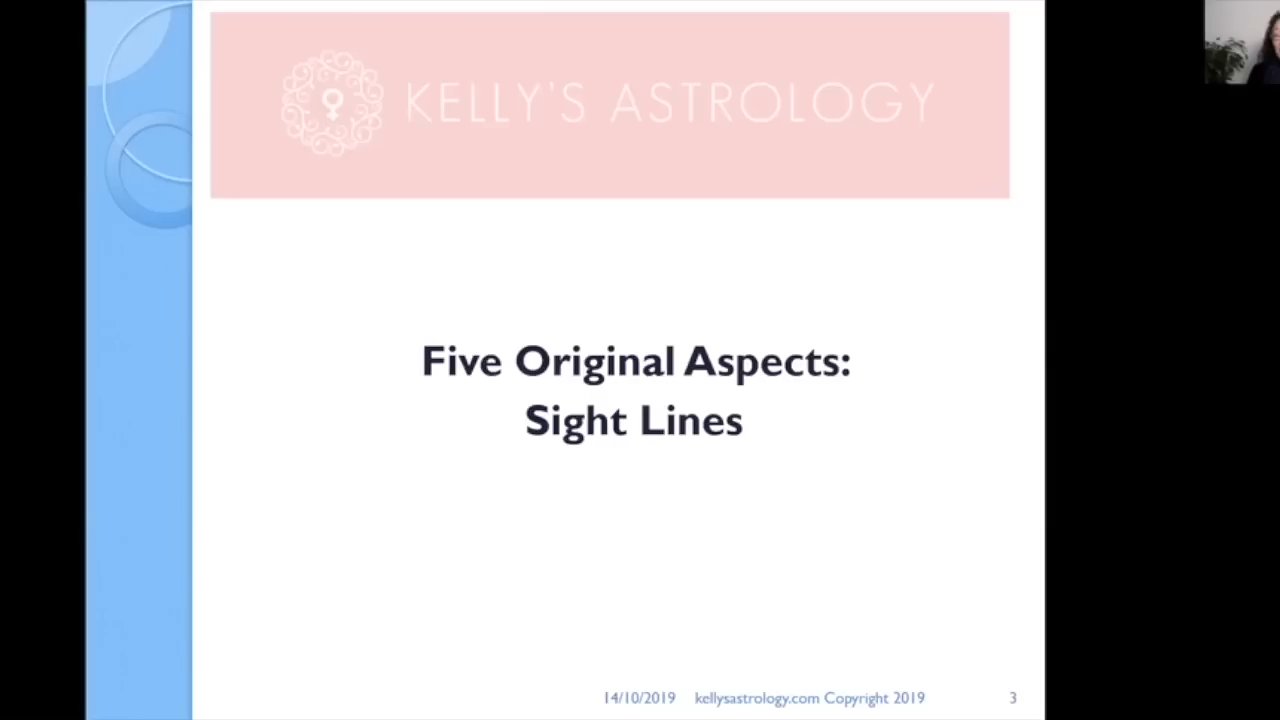 KELLY'S ASTROLOGY
Five Original Aspects:
Sight Lines
14/10/2019 kellysastrology.com Copyright 2019 3